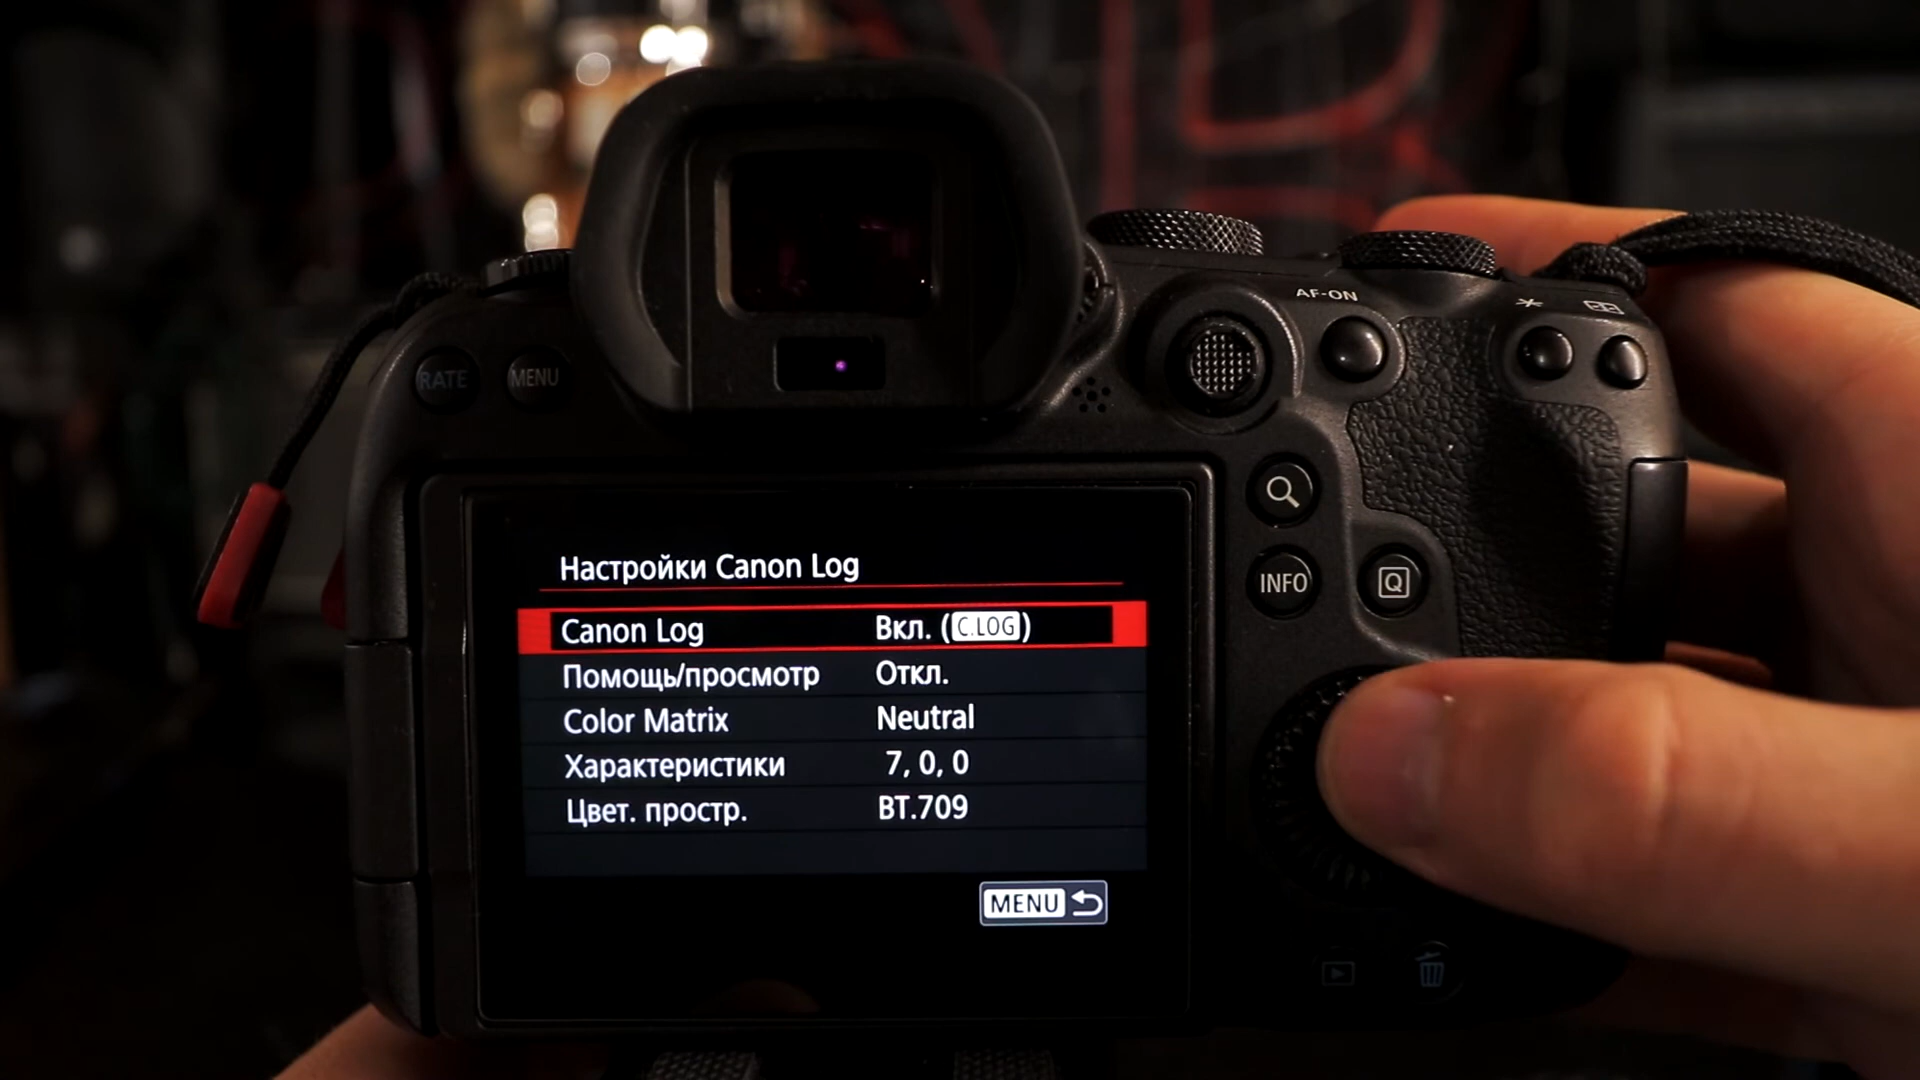 AF-ON
RATE
MENU
INFO
Q
Настройки Canon Log
Canon Log Вкл. (C.LOG)
Помощь/просмотр Откл.
Color Matrix Neutral
Характеристики 7, 0, 0
Цвет. простр. BT.709
MENU